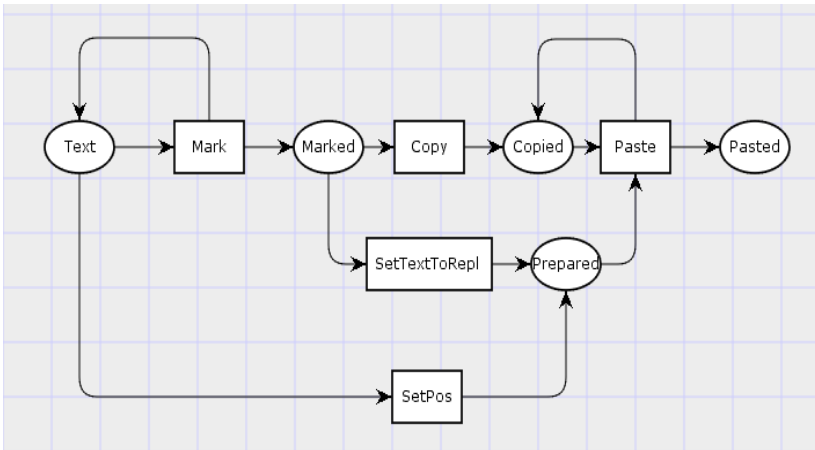 Text
Mark
Marked
Copy
Copied
Paste
Pasted
SetTextToRepl
Prepared
SetPos